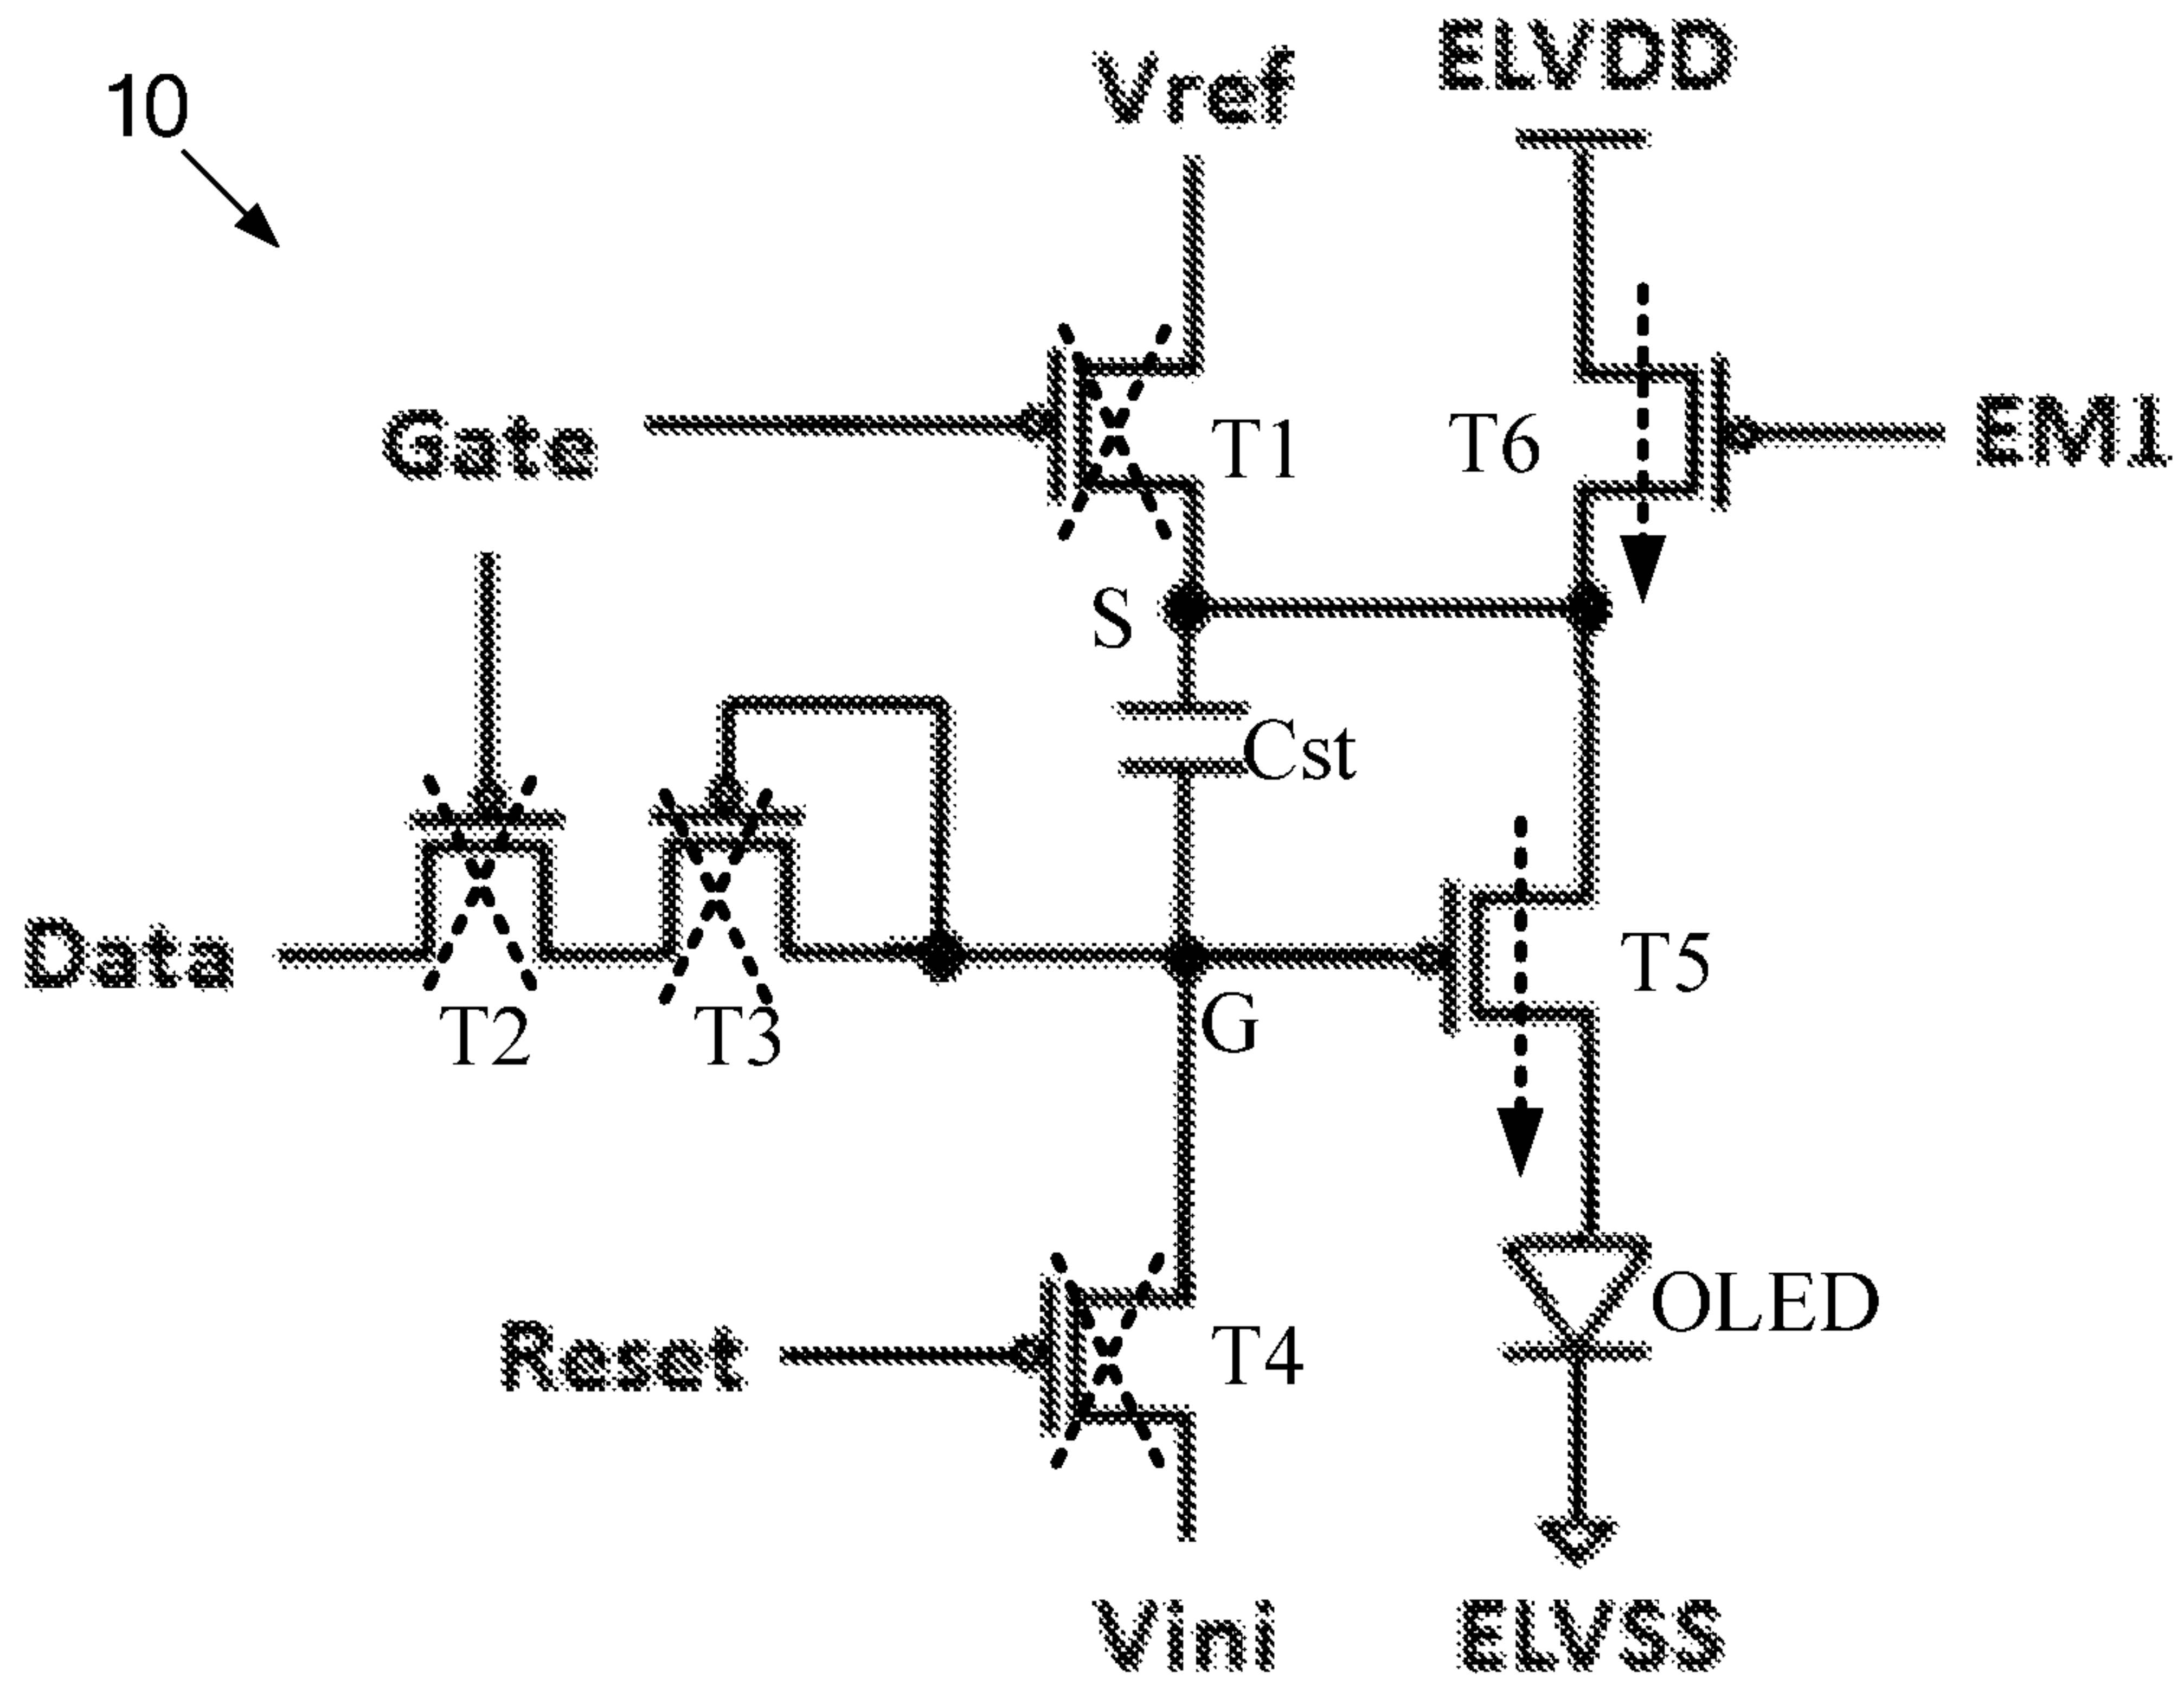 10
Vref
ELVDD
Gate
T1
T6
EM1
S
Cst
Data
T2
T3
G
T5
Reset
T4
OLED
Vini
ELVSS